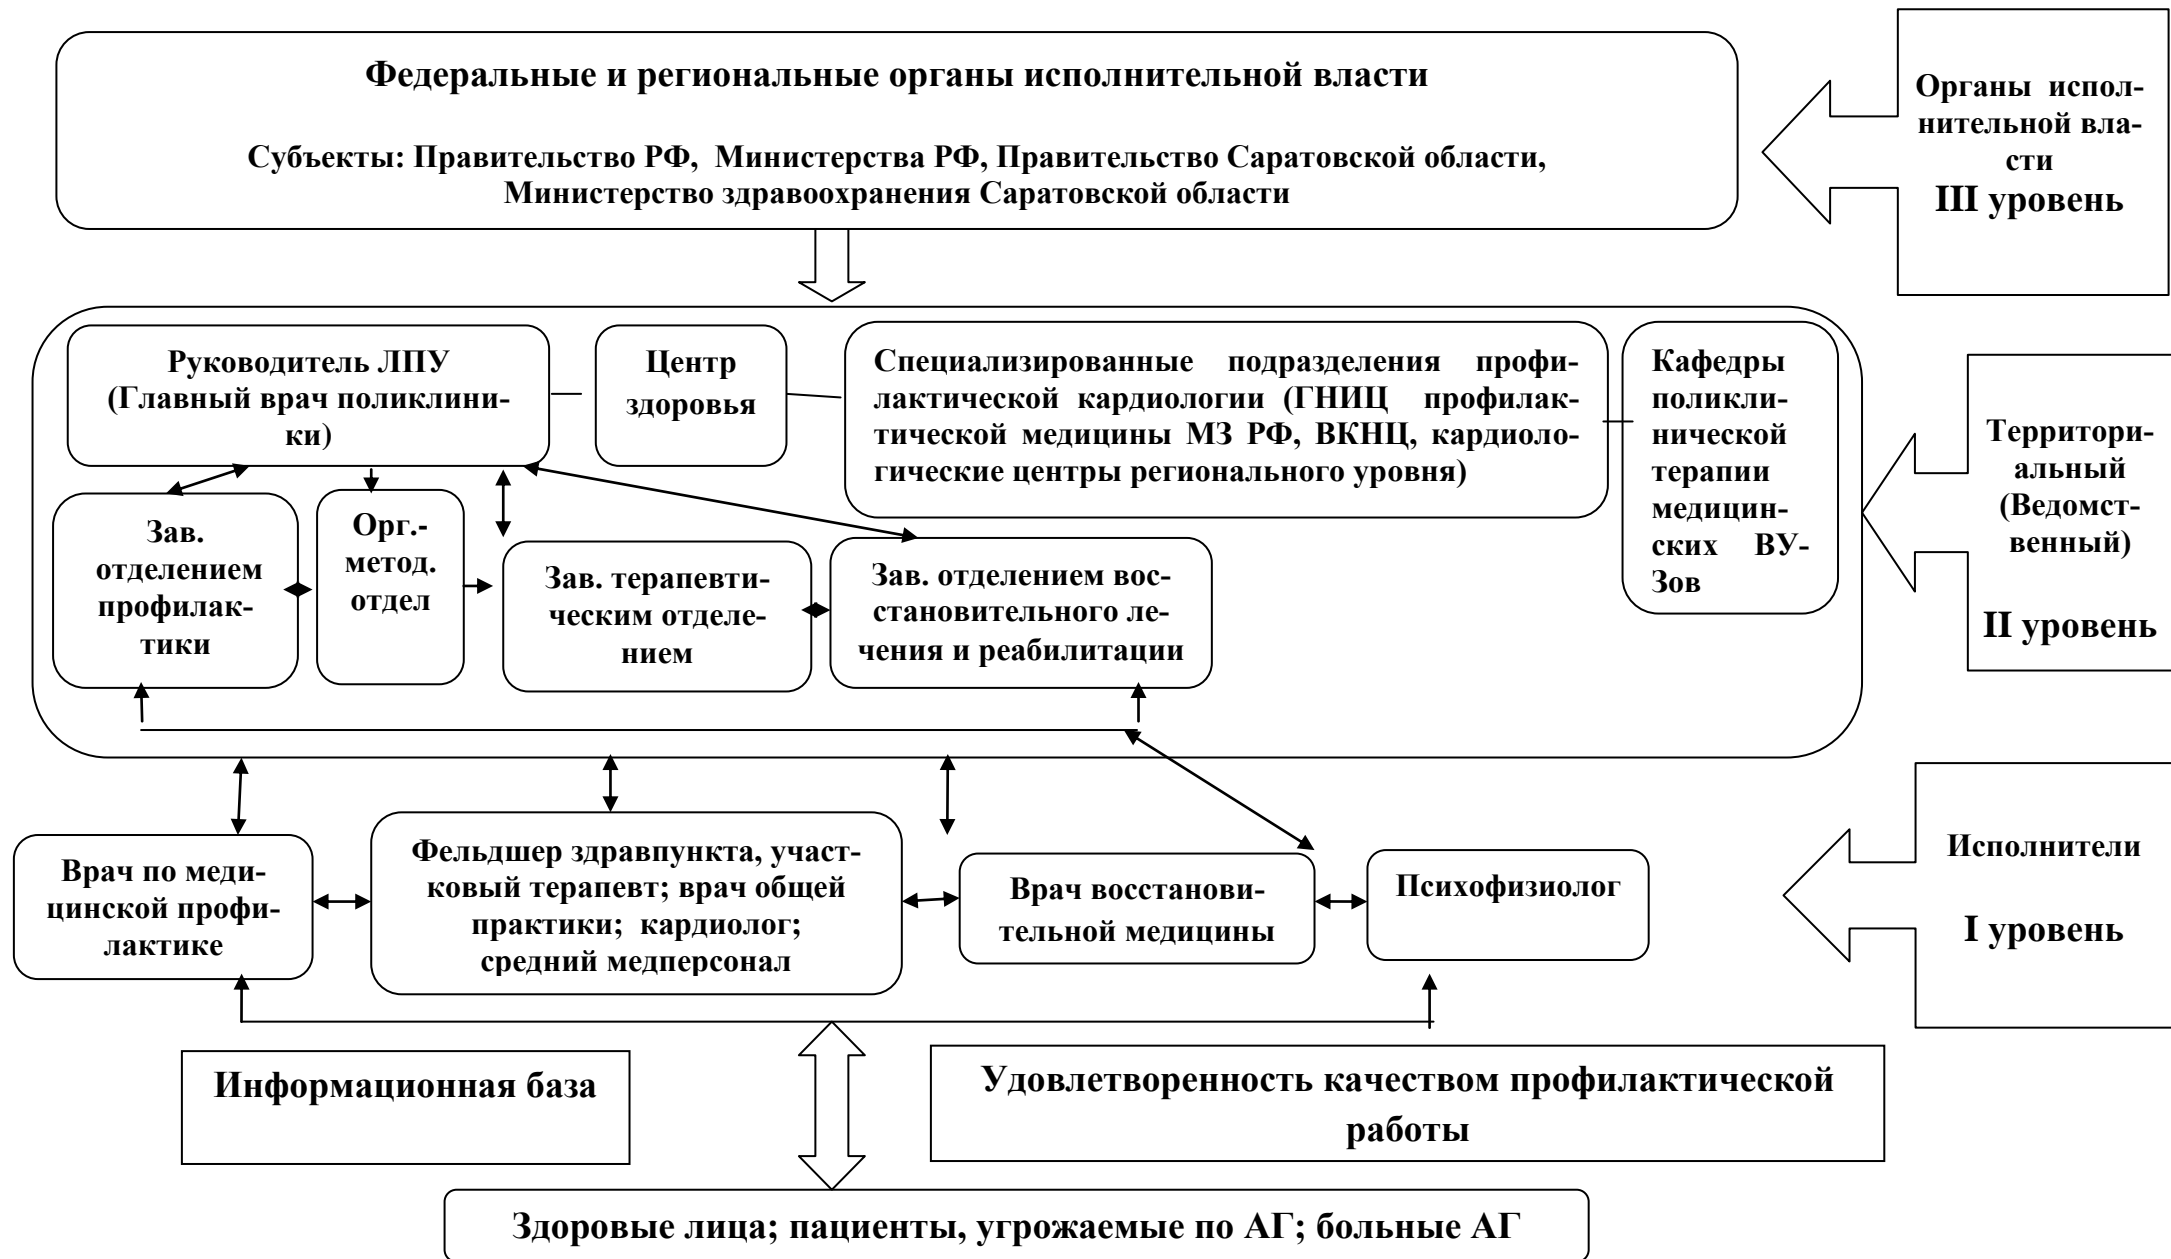 Федеральные и региональные органы исполнительной власти
Субъекты: Правительство РФ, Министерства РФ, Правительство Саратовской области,
Министерство здравоохранения Саратовской области
Органы испол-
нительной вла-
сти
III уровень
Руководитель ЛПУ
(Главный врач поликлини-
ки)
Центр
здоровья
Специализированные подразделения профи-
лактической кардиологии (ГНИЦ профилак-
тической медицины МЗ РФ, ВКНЦ, кардиоло-
гические центры регионального уровня)
Кафедры
поликли-
нической
терапии
медицин-
ских ВУ-
Зов
Территори-
альный
(Ведомст-
венный)
II уровень
Зав.
отделением
профилак-
тики
Орг.-
метод.
отдел
Зав. терапевти-
ческим отделе-
нием
Зав. отделением вос-
становительного ле-
чения и реабилитации
Врач по меди-
цинской профи-
лактике
Фельдшер здравпункта, участ-
ковый терапевт; врач общей
практики; кардиолог;
средний медперсонал
Врач восстанови-
тельной медицины
Психофизиолог
Исполнители
I уровень
Информационная база
Удовлетворенность качеством профилактической
работы
Здоровые лица; пациенты, угрожаемые по АГ; больные АГ